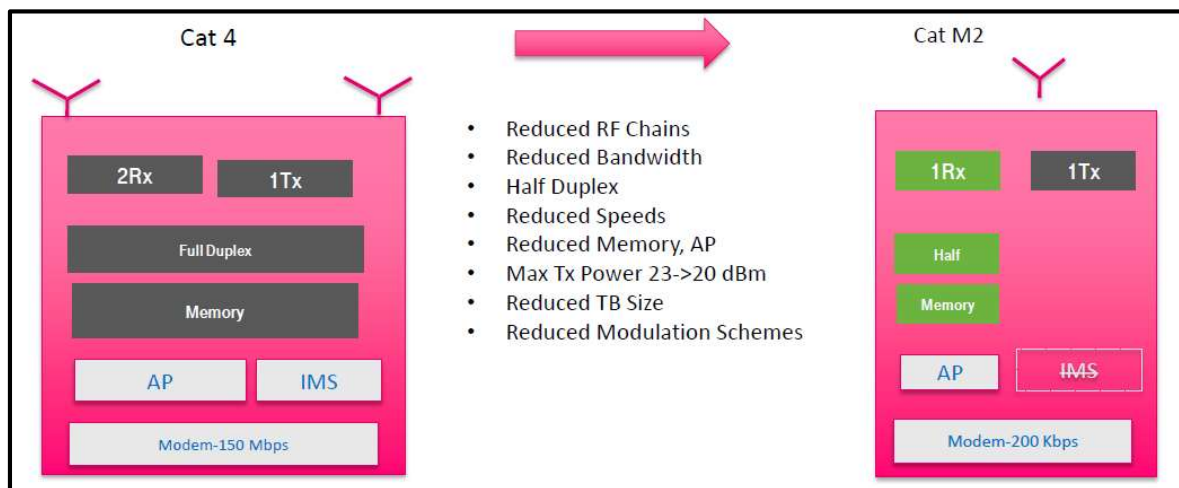 Cat 4
Cat M2
2Rx
1Tx
Full Duplex
Memory
AP
IMS
Modem-150 Mbps
• Reduced RF Chains
• Reduced Bandwidth
• Half Duplex
• Reduced Speeds
• Reduced Memory, AP
• Max Tx Power 23->20 dBm
• Reduced TB Size
• Reduced Modulation Schemes
1Rx
1Tx
Half
Memory
AP
IMS
Modem-200 Kbps